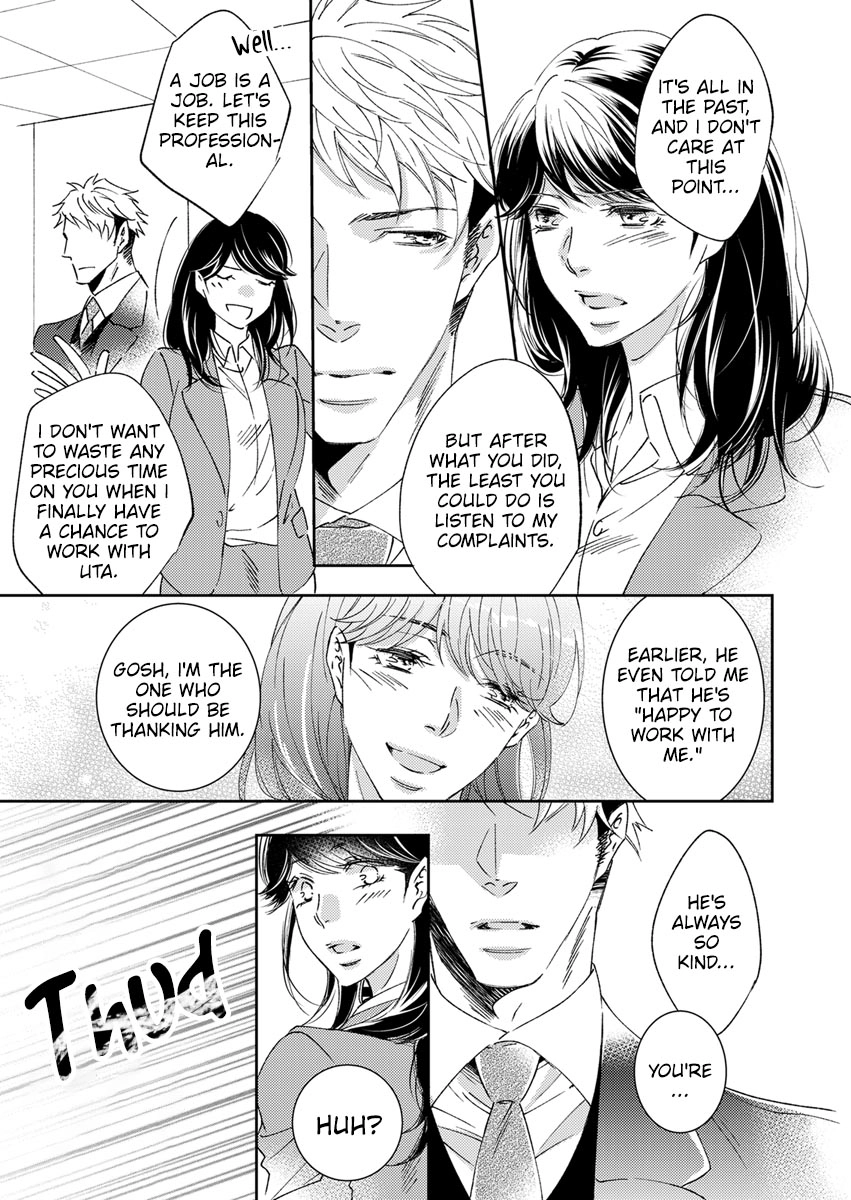 IT'S ALL IN
THE PAST,
AND I DON'T
CARE AT
THIS
POINT...
BUT AFTER
WHAT YOU DID,
THE LEAST YOU
COULD DO IS
LISTEN TO MY
COMPLAINTS.
Well...
A JOB IS A
JOB. LET'S
KEEP THIS
PROFESSION-
AL.
I DON'T WANT
TO WASTE ANY
PRECIOUS TIME
ON YOU WHEN I
FINALLY HAVE
A CHANCE TO
WORK WITH
UTA.
EARLIER, HE
EVEN TOLD ME
THAT HE'S
"HAPPY TO
WORK WITH
ME."
GOSH, I'M THE
ONE WHO
SHOULD BE
THANKING HIM.
HE'S
ALWAYS
SO
KIND...
YOU'RE
...
HUH?
Thud